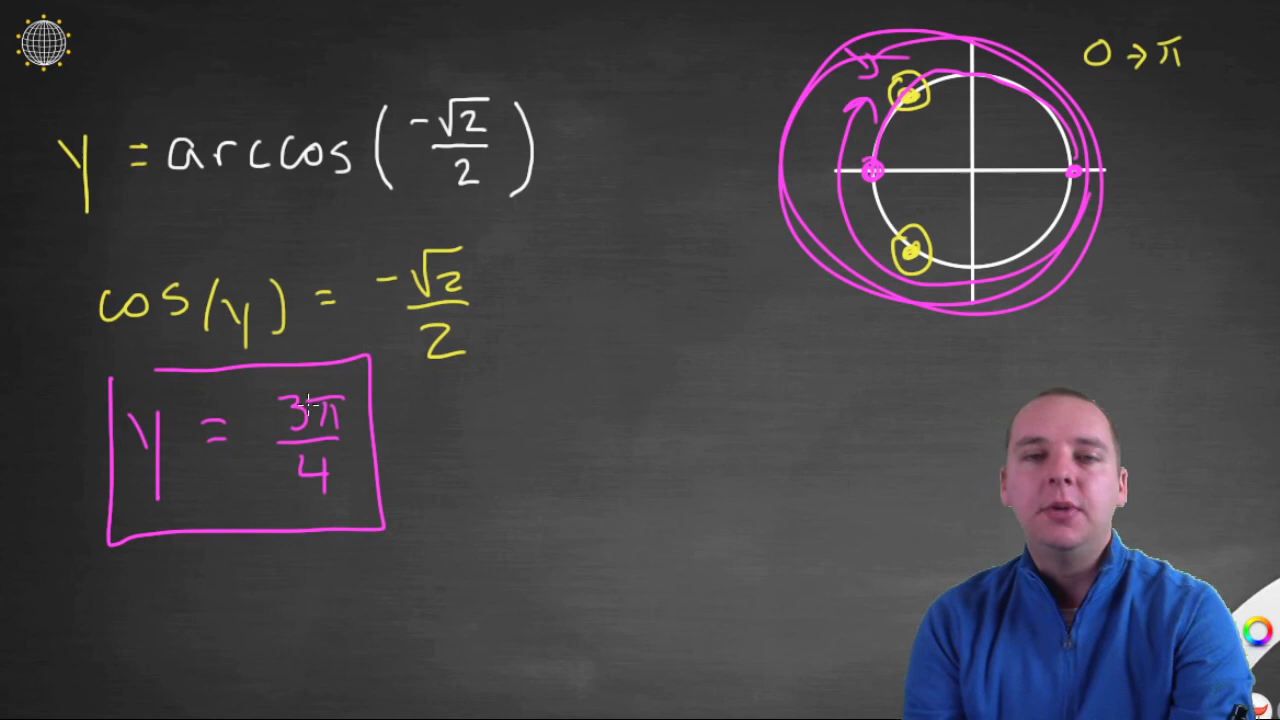 0 → π
y = arccos(-√2/2)
cos(y) = -√2/2
y = 3π/4